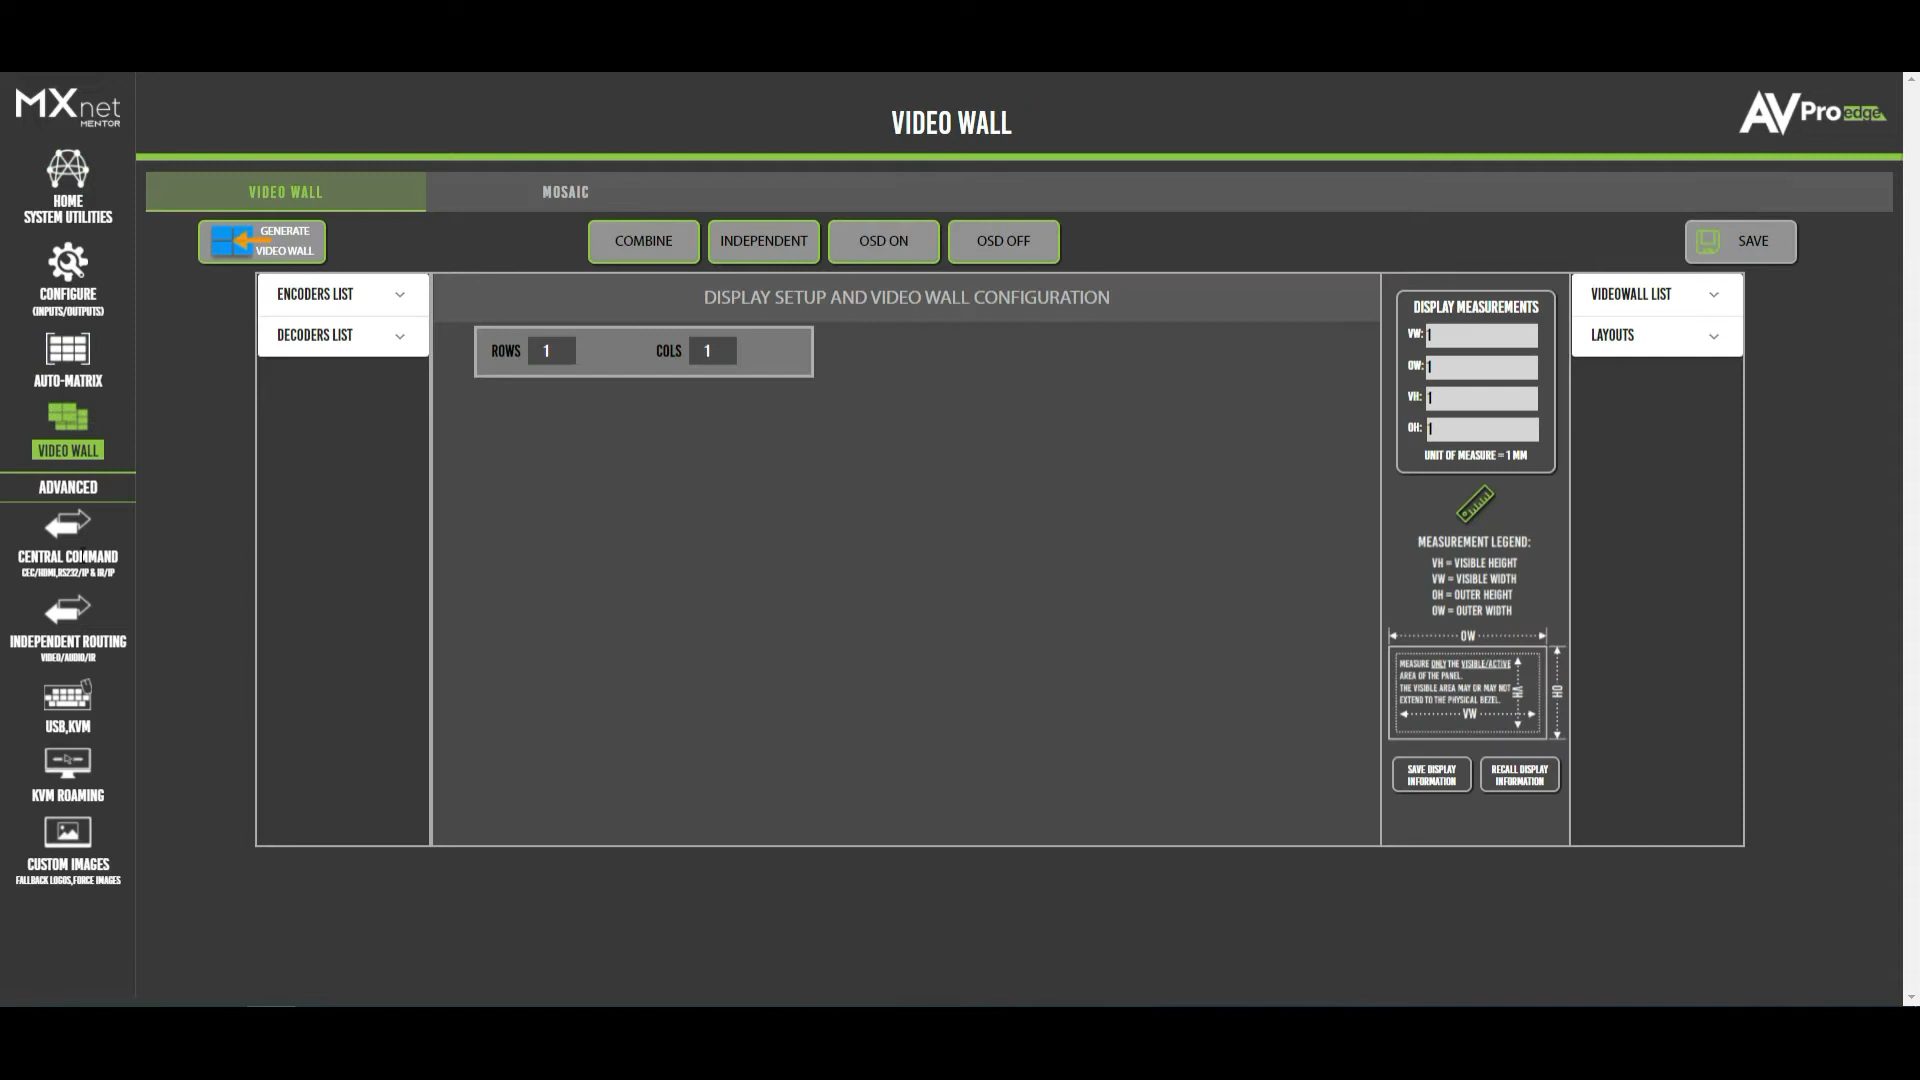 MXnet
MENTOR
HOME
SYSTEM UTILITIES
CONFIGURE
(INPUTS/OUTPUTS)
AUTO-MATRIX
VIDEO WALL
ADVANCED
CENTRAL COMMAND
CEC/HDMI,RS232/IP & IR/IP
INDEPENDENT ROUTING
VIDEO/AUDIO/IR
USB,KVM
KVM ROAMING
CUSTOM IMAGES
FALLBACK LOGOS,FORCE IMAGES
VIDEO WALL
AVPro edge
VIDEO WALL
MOSAIC
GENERATE
VIDEO WALL
COMBINE
INDEPENDENT
OSD ON
OSD OFF
SAVE
ENCODERS LIST
DECODERS LIST
DISPLAY SETUP AND VIDEO WALL CONFIGURATION
ROWS 1 COLS 1
DISPLAY MEASUREMENTS
VW: 1
OW: 1
VH: 1
OH: 1
UNIT OF MEASURE = 1 MM
MEASUREMENT LEGEND:
VH = VISIBLE HEIGHT
VW = VISIBLE WIDTH
OH = OUTER HEIGHT
OW = OUTER WIDTH
OW
MEASURE ONLY THE VISIBLE/ACTIVE
AREA OF THE PANEL.
THE VISIBLE AREA MAY OR MAY NOT
EXTEND TO THE PHYSICAL BEZEL.
VW
VH
OH
SAVE DISPLAY
INFORMATION
RECALL DISPLAY
INFORMATION
VIDEOWALL LIST
LAYOUTS